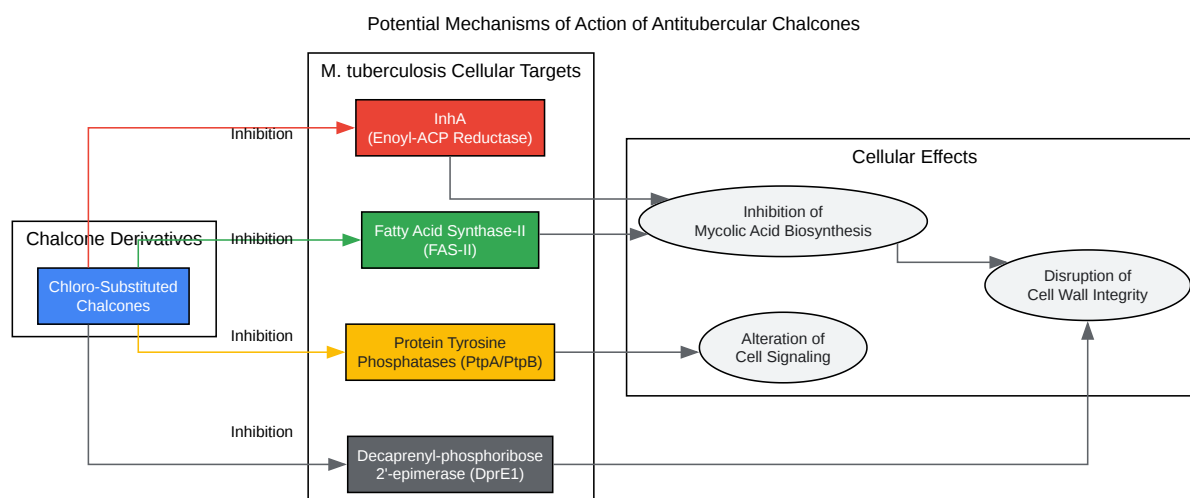 Potential Mechanisms of Action of Antitubercular Chalcones
Chalcone Derivatives
Chloro-Substituted
Chalcones
Inhibition
Inhibition
Inhibition
Inhibition
M. tuberculosis Cellular Targets
InhA
(Enoyl-ACP Reductase)
Fatty Acid Synthase-II
(FAS-II)
Protein Tyrosine
Phosphatases (PtpA/PtpB)
Decaprenyl-phosphoribose
2'-epimerase (DprE1)
Cellular Effects
Inhibition of
Mycolic Acid Biosynthesis
Alteration of
Cell Signaling
Disruption of
Cell Wall Integrity